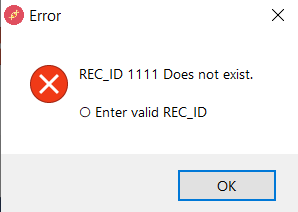 Error
REC_ID 1111 Does not exist.
O Enter valid REC_ID
OK